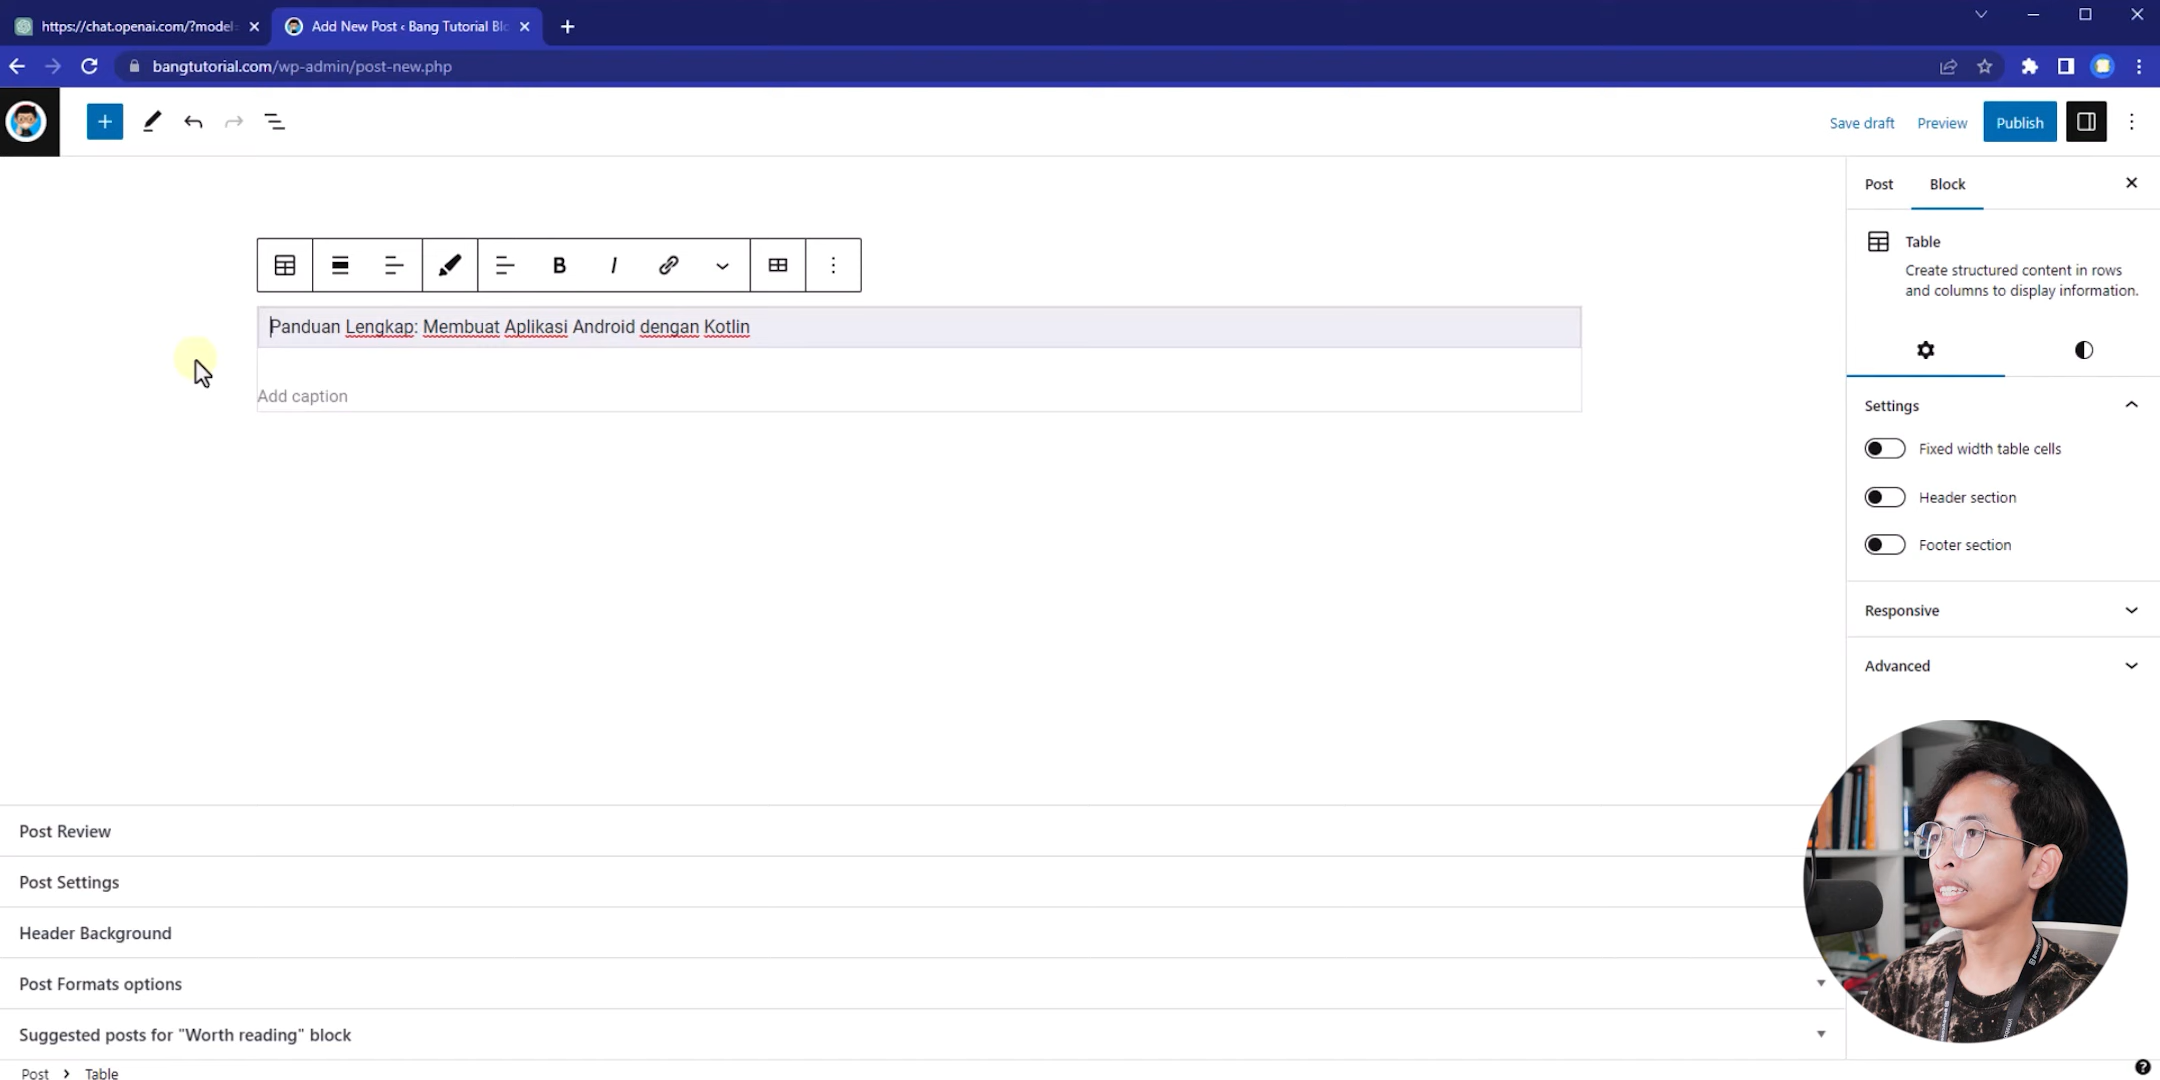 https://chat.openai.com/?model
Add New Post ‹ Bang Tutorial Blo
bangtutorial.com/wp-admin/post-new.php
Save draft
Preview
Publish
Post
Block
Table
Create structured content in rows
and columns to display information.
B
I
Panduan Lengkap: Membuat Aplikasi Android dengan Kotlin
Add caption
Settings
Fixed width table cells
Header section
Footer section
Responsive
Advanced
Post Review
Post Settings
Header Background
Post Formats options
Suggested posts for "Worth reading" block
Post › Table